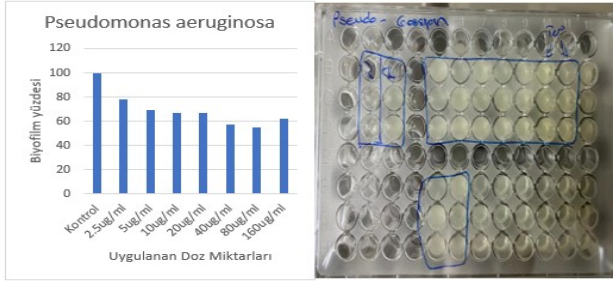 Pseudomonas aeruginosa
120
100
80
60
40
20
0
Biyofilm yüzdesi
Kontrol
2.5ug/ml
5ug/ml
10ug/ml
20ug/ml
40ug/ml
80ug/ml
160ug/ml
Uygulanan Doz Miktarları
Pseudo -